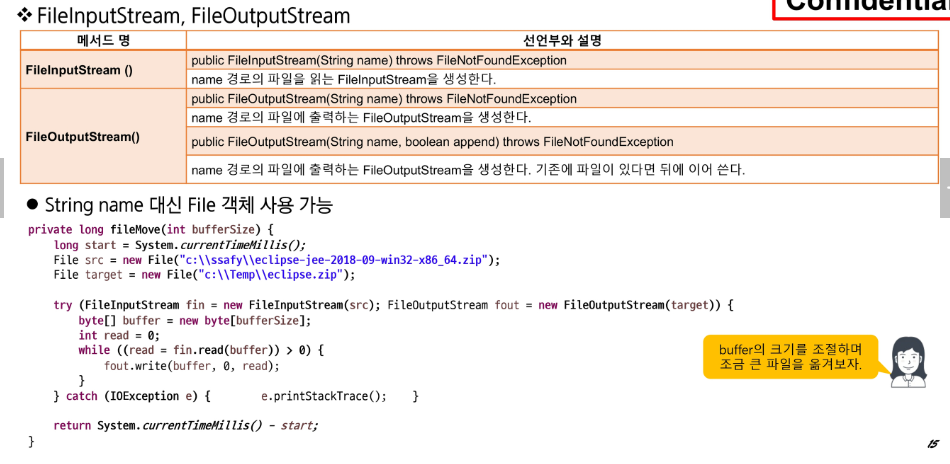 ❖ FileInputStream, FileOutputStream
Confidential
메서드 명 선언부와 설명
FileInputStream () public FileInputStream(String name) throws FileNotFoundException
name 경로의 파일을 읽는 FileInputStream을 생성한다.
FileOutputStream() public FileOutputStream(String name) throws FileNotFoundException
name 경로의 파일에 출력하는 FileOutputStream을 생성한다.
public FileOutputStream(String name, boolean append) throws FileNotFoundException
name 경로의 파일에 출력하는 FileOutputStream을 생성한다. 기존에 파일이 있다면 뒤에 이어 쓴다.
● String name 대신 File 객체 사용 가능
private long fileMove(int bufferSize) {
long start = System.currentTimeMillis();
File src = new File("c:\\ssafy\\eclipse-jee-2018-09-win32-x86_64.zip");
File target = new File("c:\\Temp\\eclipse.zip");
try (FileInputStream fin = new FileInputStream(src); FileOutputStream fout = new FileOutputStream(target)) {
byte[] buffer = new byte[bufferSize];
int read = 0;
while ((read = fin.read(buffer)) > 0) {
fout.write(buffer, 0, read);
}
} catch (IOException e) { e.printStackTrace(); }
return System.currentTimeMillis() - start;
}
buffer의 크기를 조절하며
조금 큰 파일을 옮겨보자.
15